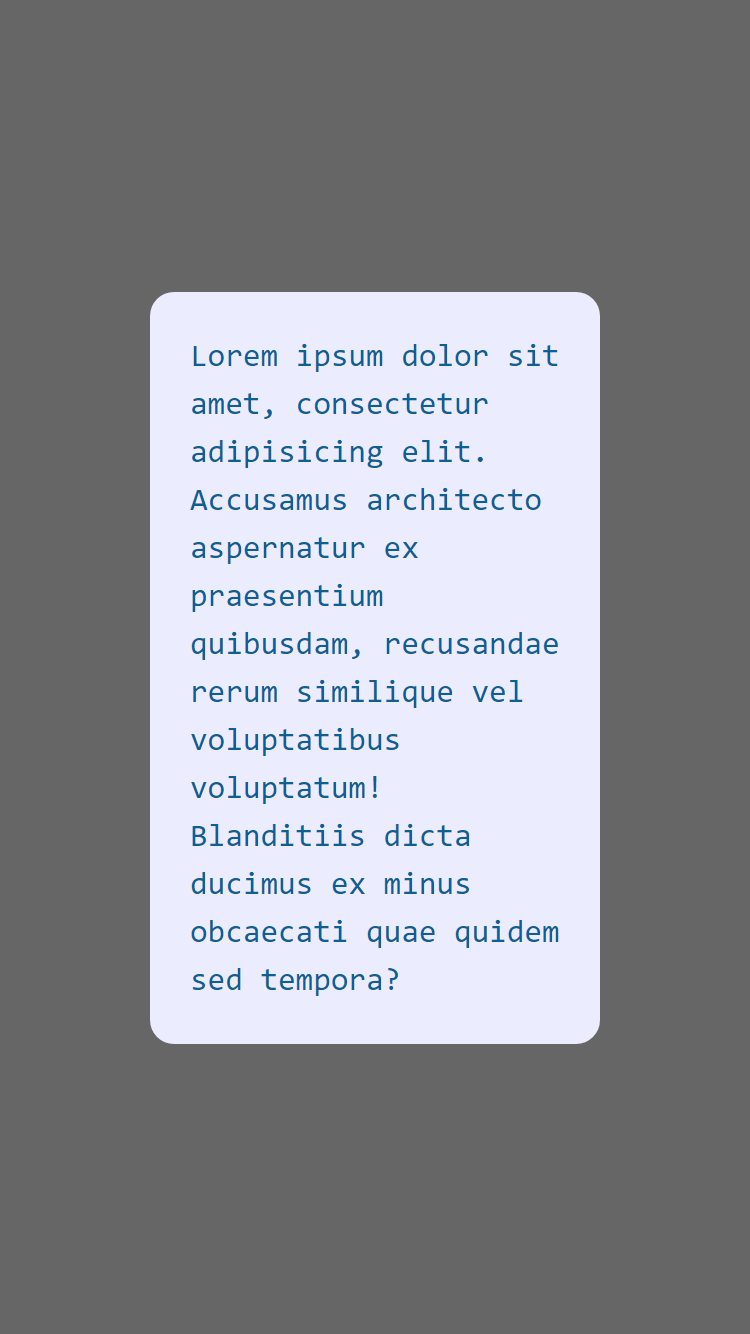 Lorem ipsum dolor sit
amet, consectetur
adipisicing elit.
Accusamus architecto
aspernatur ex
praesentium
quibusdam, recusandae
rerum similique vel
voluptatibus
voluptatum!
Blanditiis dicta
ducimus ex minus
obcaecati quae quidem
sed tempora?